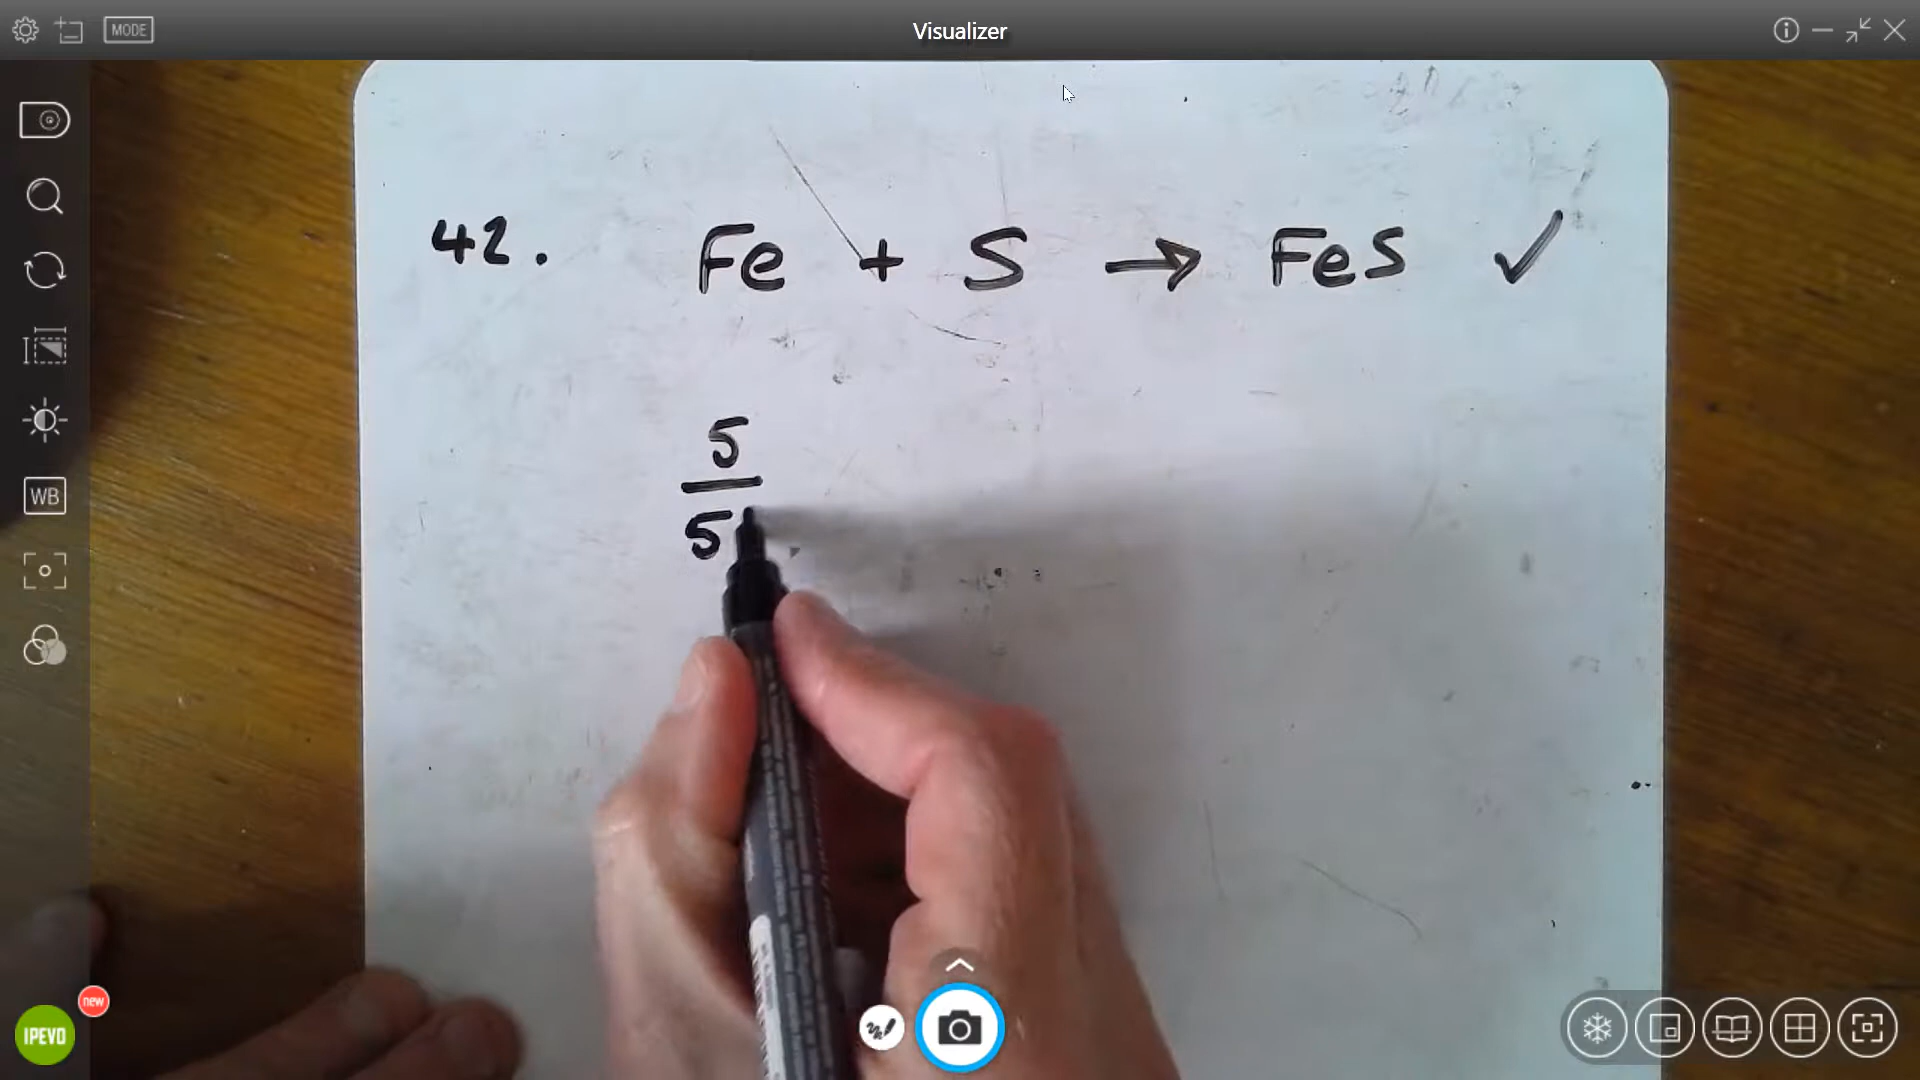 MODE
Visualizer
42. Fe + S → FeS ✓
5
5
WB
new
IPEVO